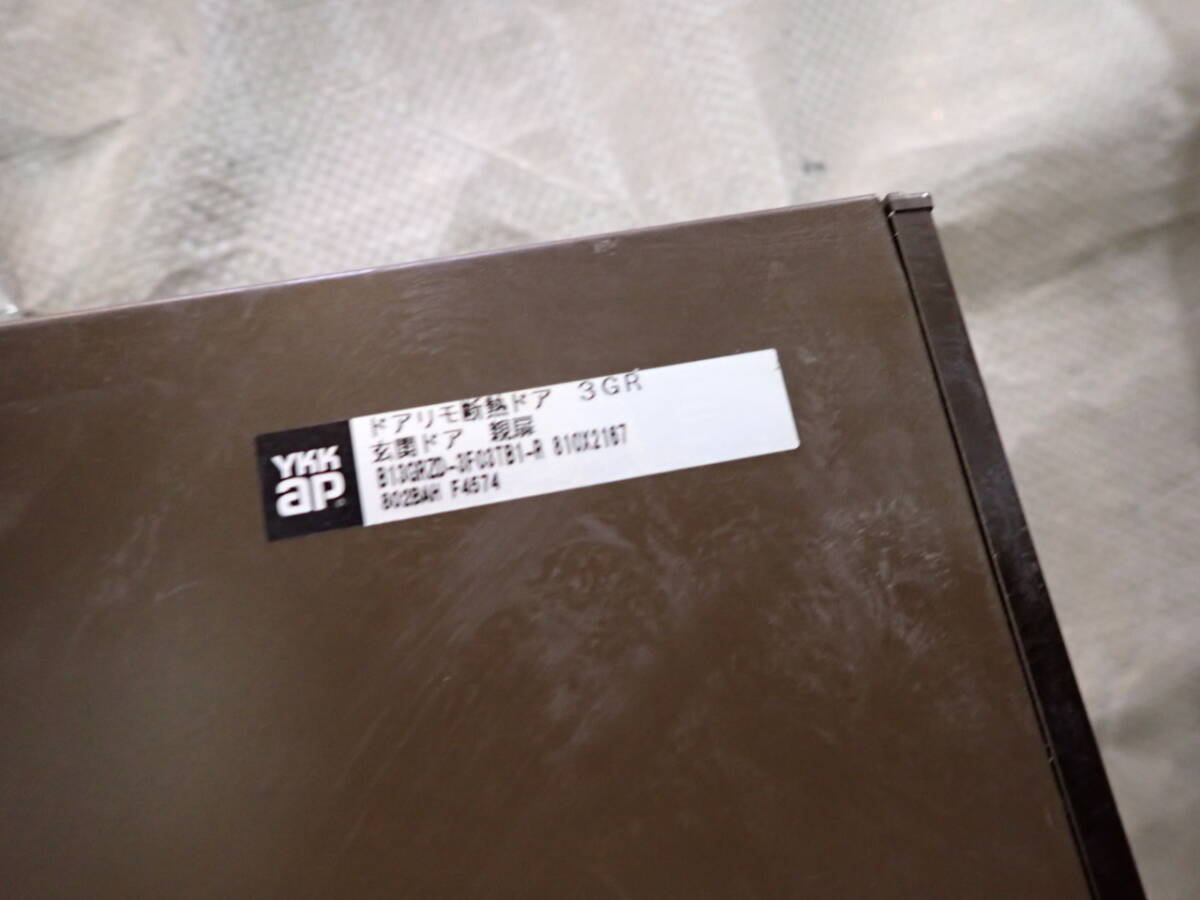 YKK
ap
ドアリモ断熱ドア 3GR
玄関ドア 親扉
B13GRZD-3F03TB1-R 810X2167
802BAH F4574